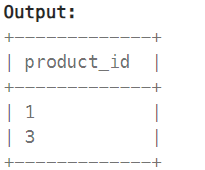 Output:
+-------------+
| product_id  |
+-------------+
| 1           |
| 3           |
+-------------+